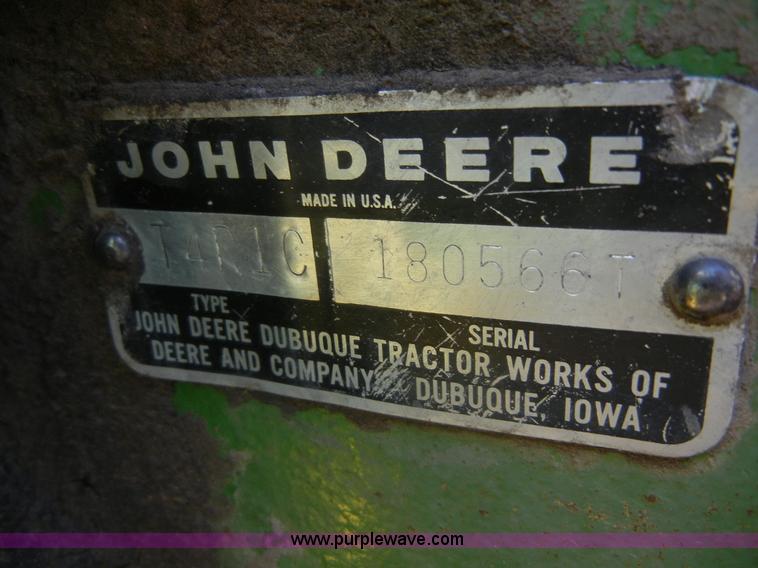 JOHN DEERE
MADE IN U.S.A.
T4R1C 180566T
TYPE SERIAL
JOHN DEERE DUBUQUE TRACTOR WORKS OF
DEERE AND COMPANY DUBUQUE, IOWA
www.purplewave.com